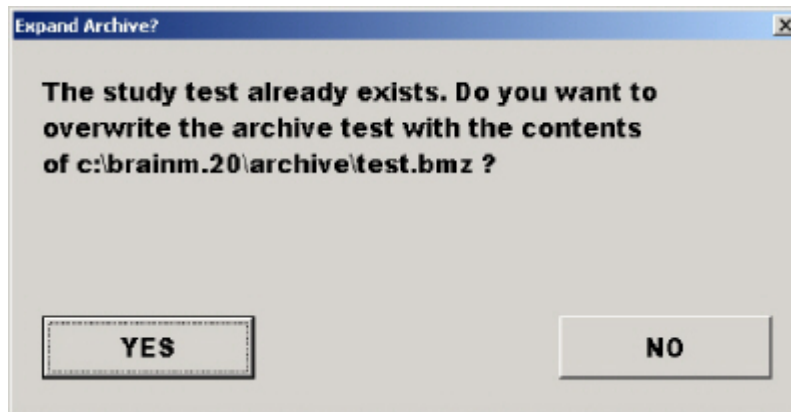 Expand Archive?
The study test already exists. Do you want to
overwrite the archive test with the contents
of c:\brainm.20\archive\test.bmz ?
YES
NO